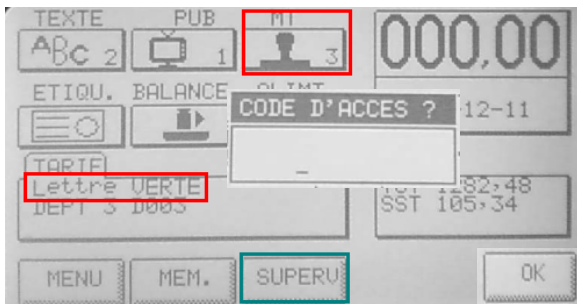 TEXTE PUB MT
ABc 2 1 3 000,00
ETIQU. BALANCE
CODE D'ACCES ?
12-11
_
TARIF
Lettre VERTE 1282,48
DEPT 3 D003 SST 105,34
MENU MEM. SUPERV OK